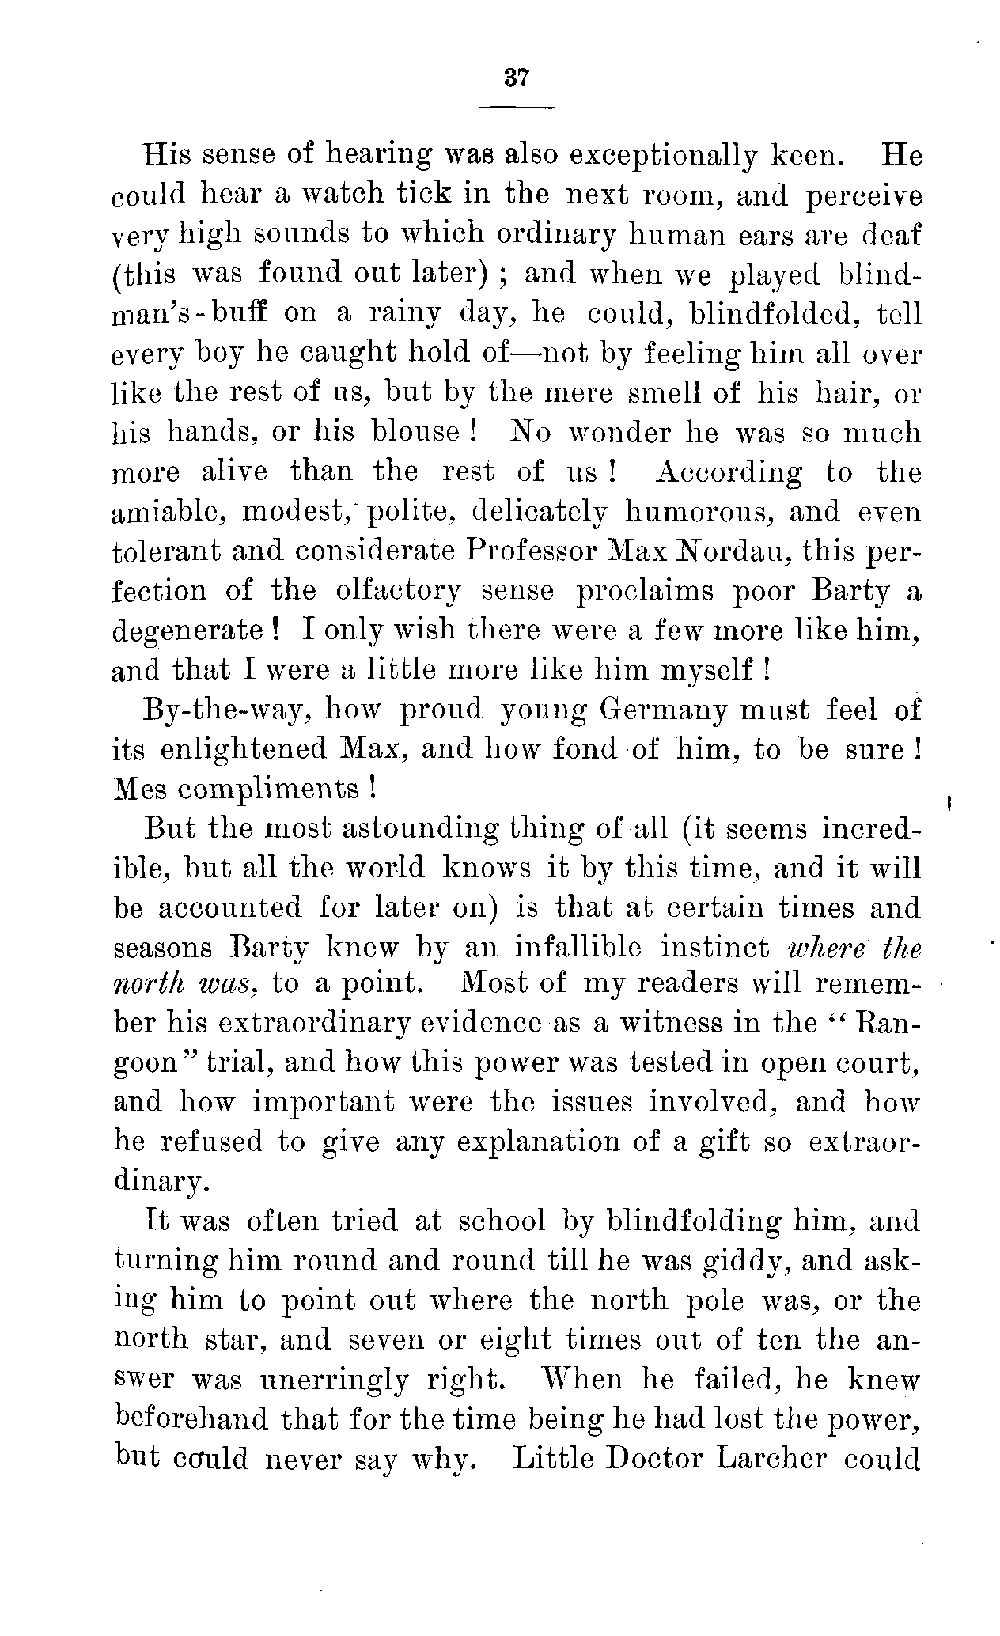 37
His sense of hearing was also exceptionally keen. He
could hear a watch tick in the next room, and perceive
very high sounds to which ordinary human ears are deaf
(this was found out later) ; and when we played blind-
man's-buff on a rainy day, he could, blindfolded, tell
every boy he caught hold of—not by feeling him all over
like the rest of us, but by the mere smell of his hair, or
his hands, or his blouse ! No wonder he was so much
more alive than the rest of us ! According to the
amiable, modest, polite, delicately humorous, and even
tolerant and considerate Professor Max Nordau, this per-
fection of the olfactory sense proclaims poor Barty a
degenerate ! I only wish there were a few more like him,
and that I were a little more like him myself !
By-the-way, how proud young Germany must feel of
its enlightened Max, and how fond of him, to be sure !
Mes compliments !
But the most astounding thing of all (it seems incred-
ible, but all the world knows it by this time, and it will
be accounted for later on) is that at certain times and
seasons Barty knew by an infallible instinct where the
north was, to a point. Most of my readers will remem-
ber his extraordinary evidence as a witness in the “ Ran-
goon” trial, and how this power was tested in open court,
and how important were the issues involved, and how
he refused to give any explanation of a gift so extraor-
dinary.
It was often tried at school by blindfolding him, and
turning him round and round till he was giddy, and ask-
ing him to point out where the north pole was, or the
north star, and seven or eight times out of ten the an-
swer was unerringly right. When he failed, he knew
beforehand that for the time being he had lost the power,
but could never say why. Little Doctor Larcher could